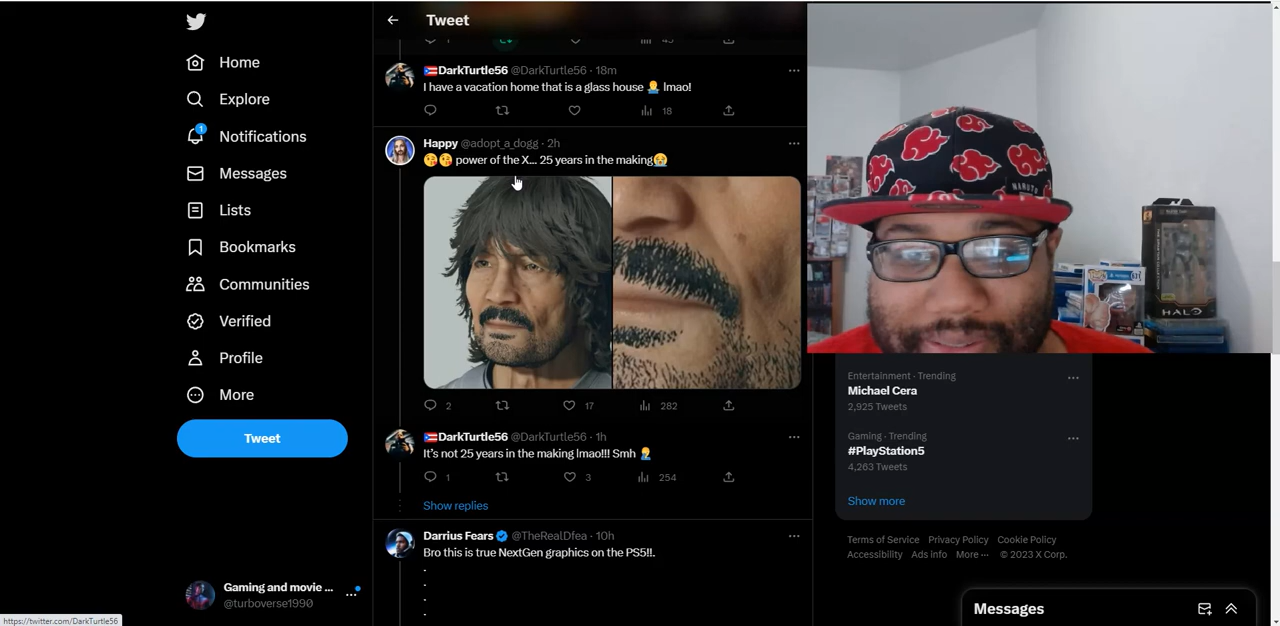 Tweet
Home
Explore
1
Notifications
Messages
Lists
Bookmarks
Communities
Verified
Profile
More
Tweet
Gaming and movie ...
@turboverse1990
https://twitter.com/DarkTurtle56
1 45
🇵🇷DarkTurtle56 @DarkTurtle56 · 18m
I have a vacation home that is a glass house 🤷‍♂️ lmao!
18
Happy @adopt_a_dogg · 2h
😘😘 power of the X... 25 years in the making😭
2 17 282
🇵🇷DarkTurtle56 @DarkTurtle56 · 1h
It's not 25 years in the making lmao!!! Smh 🤦‍♂️
1 3 254
Show replies
Darrius Fears @TheRealDfea · 10h
Bro this is true NextGen graphics on the PS5!!.
.
.
.
.
NARUTO
HALO
Entertainment · Trending
Michael Cera
2,925 Tweets
Gaming · Trending
#PlayStation5
4,263 Tweets
Show more
Terms of Service Privacy Policy Cookie Policy
Accessibility Ads info More ··· © 2023 X Corp.
Messages